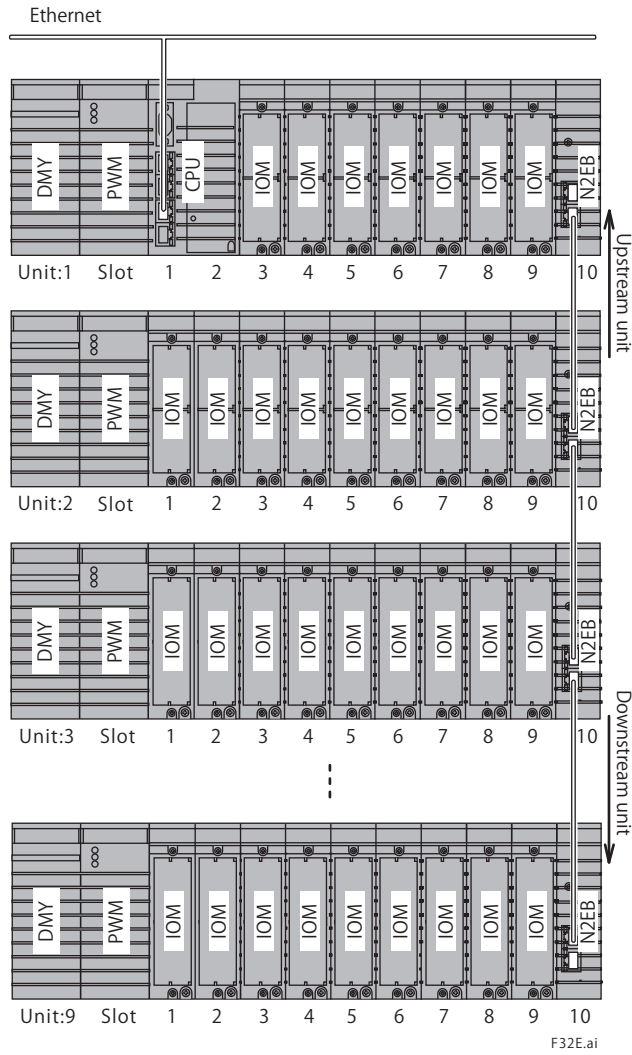 Ethernet
DMY PWM CPU IOM IOM IOM IOM IOM IOM IOM N2EB
Unit:1 Slot 1 2 3 4 5 6 7 8 9 10
Upstream unit
DMY PWM IOM IOM IOM IOM IOM IOM IOM IOM IOM N2EB
Unit:2 Slot 1 2 3 4 5 6 7 8 9 10
DMY PWM IOM IOM IOM IOM IOM IOM IOM IOM IOM N2EB
Unit:3 Slot 1 2 3 4 5 6 7 8 9 10
Downstream unit
DMY PWM IOM IOM IOM IOM IOM IOM IOM IOM IOM N2EB
Unit:9 Slot 1 2 3 4 5 6 7 8 9 10
F32E.ai